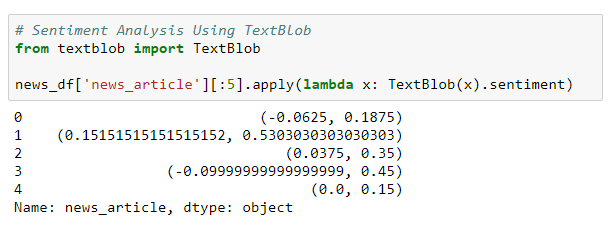 # Sentiment Analysis Using TextBlob
from textblob import TextBlob
news_df['news_article'][:5].apply(lambda x: TextBlob(x).sentiment)
0 (-0.0625, 0.1875)
1 (0.15151515151515152, 0.5303030303030303)
2 (0.0375, 0.35)
3 (-0.09999999999999999, 0.45)
4 (0.0, 0.15)
Name: news_article, dtype: object